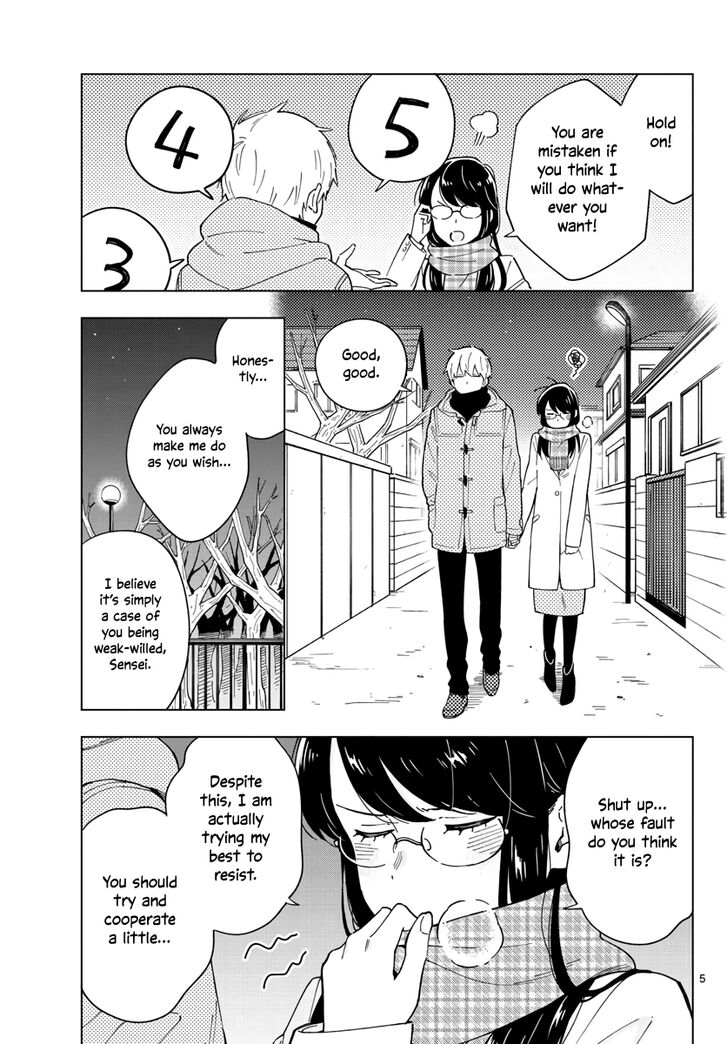 Hold
on!
You are
mistaken if
you think I
will do what-
ever you
want!
5
4
3
Good,
good.
Hones-
tly...
You always
make me do
as you wish...
I believe
it's simply
a case of
you being
weak-willed,
Sensei.
Shut up...
whose fault
do you think
it is?
Despite
this, I am
actually
trying my
best to
resist.
You should
try and
cooperate
a little...
5